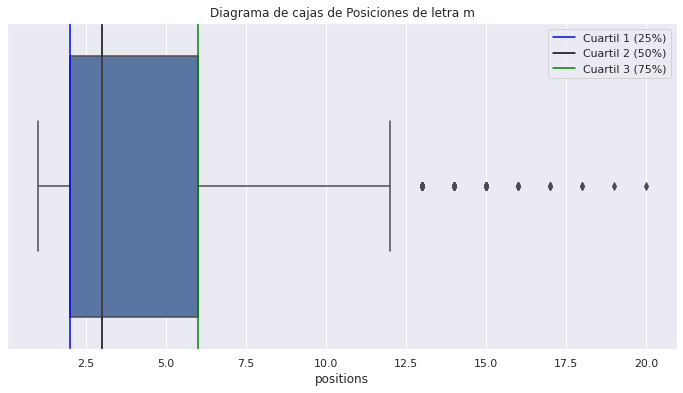 Diagrama de cajas de Posiciones de letra m
Cuartil 1 (25%)
Cuartil 2 (50%)
Cuartil 3 (75%)
2.5 5.0 7.5 10.0 12.5 15.0 17.5 20.0
positions